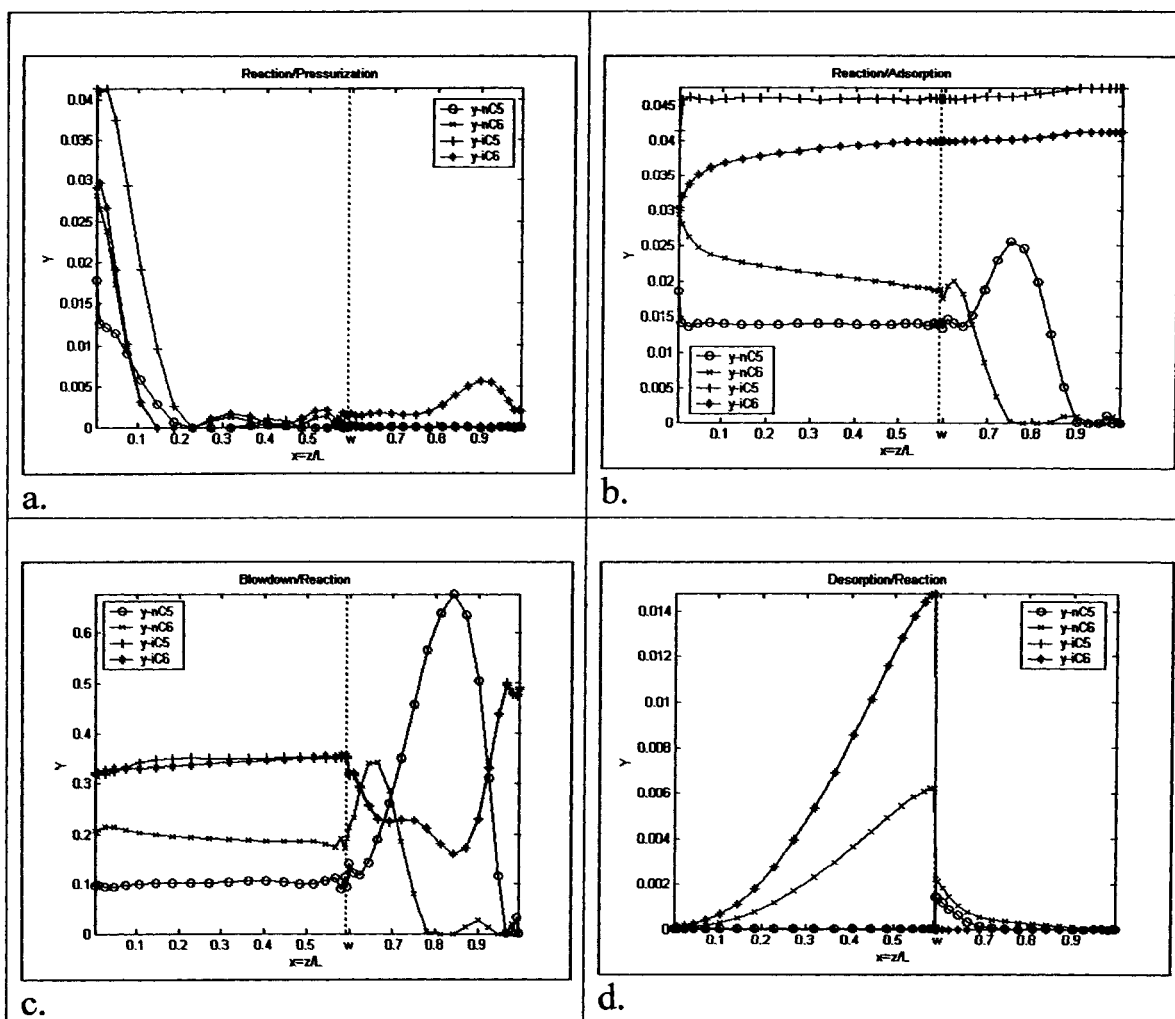 Reaction/Pressurization
0.04
0.035
0.03
0.025
0.02
0.015
0.01
0.005
0
Y
y-nC5
y-nC6
y-iC5
y-iC6
0.1 0.2 0.3 0.4 0.5 w 0.7 0.8 0.9
x=z/L
a.
Reaction/Adsorption
0.045
0.04
0.035
0.03
0.025
0.02
0.015
0.01
0.005
0
Y
y-nC5
y-nC6
y-iC5
y-iC6
0.1 0.2 0.3 0.4 0.5 w 0.7 0.8 0.9
x=z/L
b.
Blowdown/Reaction
0.6
0.5
0.4
0.3
0.2
0.1
0
Y
y-nC5
y-nC6
y-iC5
y-iC6
0.1 0.2 0.3 0.4 0.5 w 0.7 0.8 0.9
x=z/L
c.
Desorption/Reaction
0.014
0.012
0.01
0.008
0.006
0.004
0.002
0
Y
y-nC5
y-nC6
y-iC5
y-iC6
0.1 0.2 0.3 0.4 0.5 w 0.7 0.8 0.9
x=z/L
d.